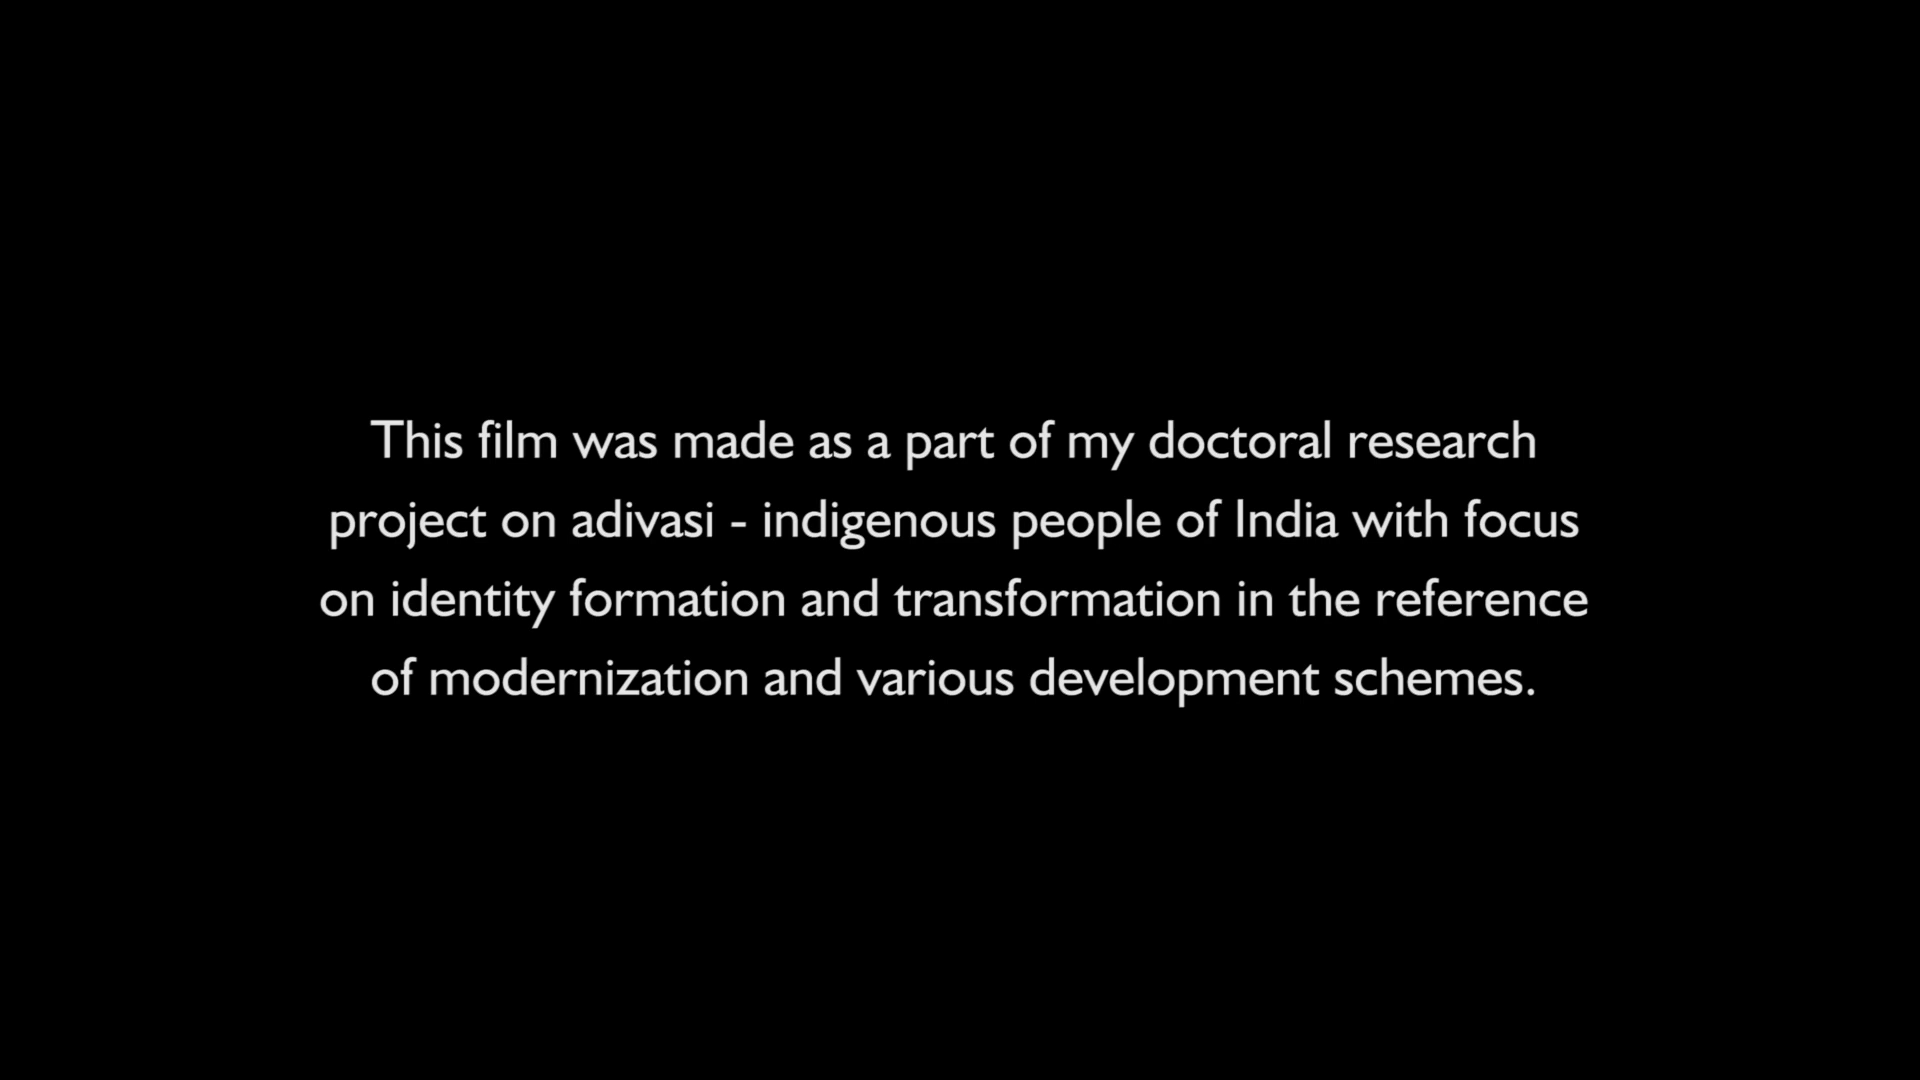 This film was made as a part of my doctoral research
project on adivasi - indigenous people of India with focus
on identity formation and transformation in the reference
of modernization and various development schemes.